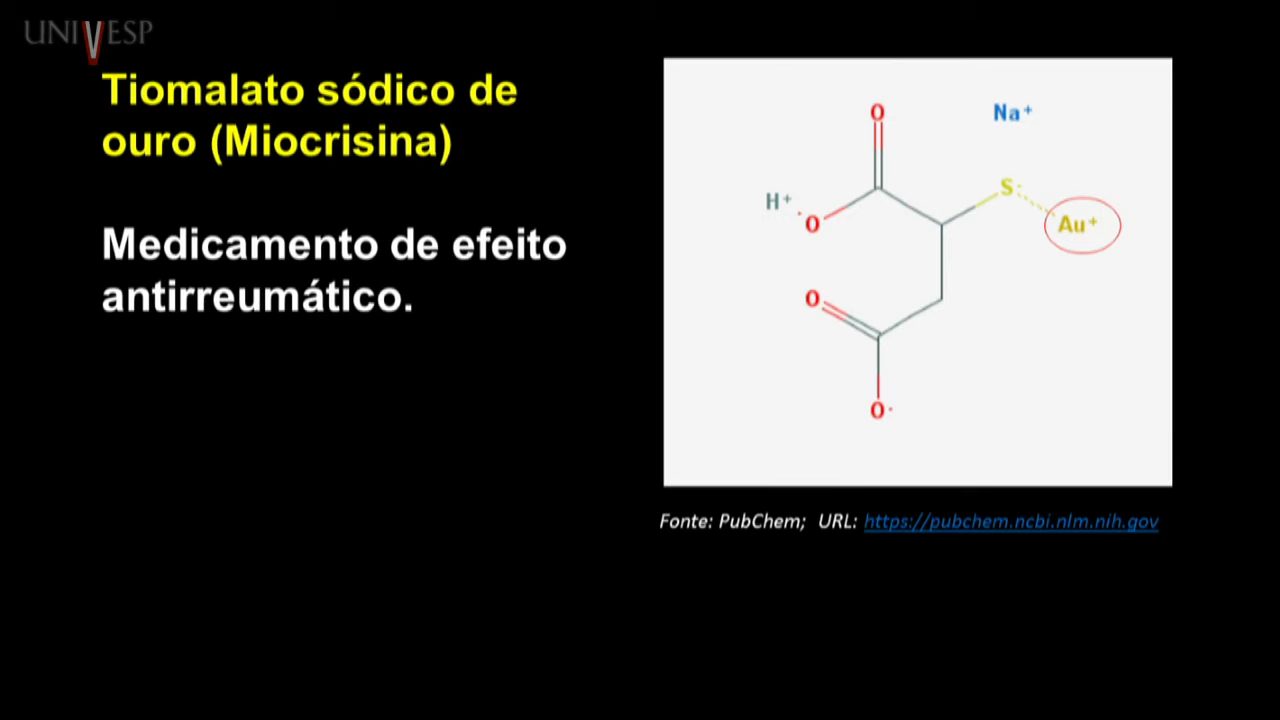 UNIVESP
Tiomalato sódico de
ouro (Miocrisina)
Medicamento de efeito
antirreumático.
O
Na⁺
H⁺
S:
O
Au⁺
O
O
Fonte: PubChem; URL: https://pubchem.ncbi.nlm.nih.gov